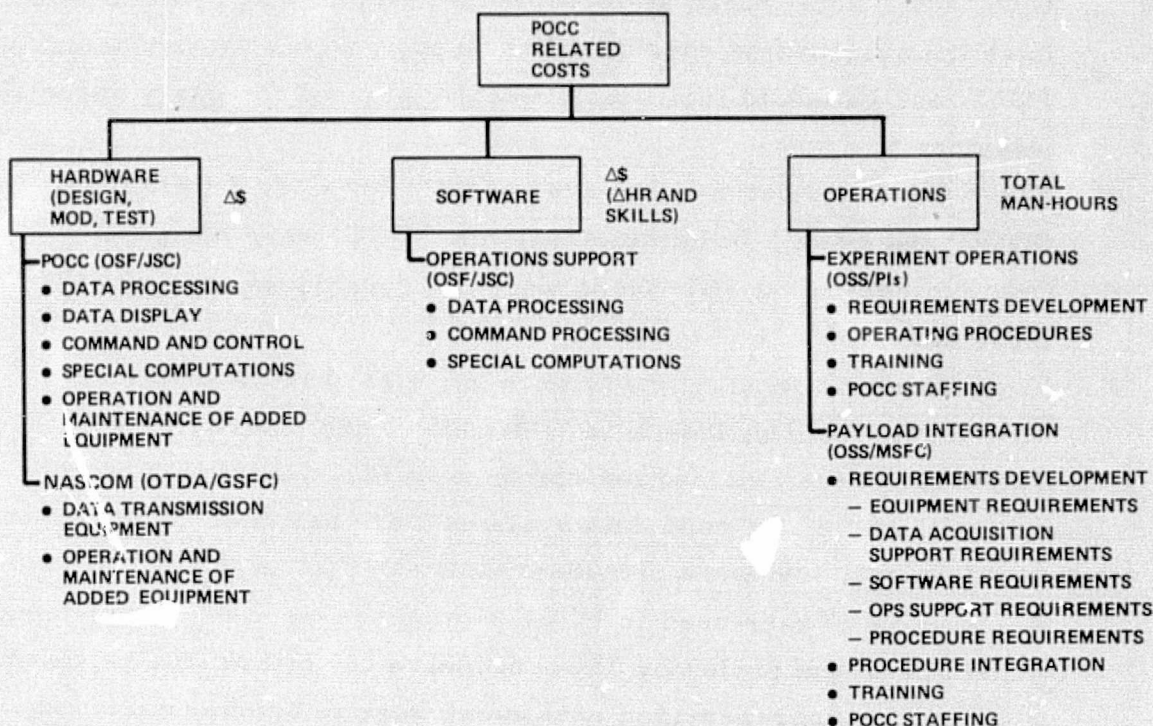 POCC
RELATED
COSTS
HARDWARE
(DESIGN,
MOD, TEST)
Δ$
POCC (OSF/JSC)
• DATA PROCESSING
• DATA DISPLAY
• COMMAND AND CONTROL
• SPECIAL COMPUTATIONS
• OPERATION AND
MAINTENANCE OF ADDED
EQUIPMENT
NASCOM (OTDA/GSFC)
• DATA TRANSMISSION
EQUIPMENT
• OPERATION AND
MAINTENANCE OF
ADDED EQUIPMENT
SOFTWARE
Δ$
(ΔHR AND
SKILLS)
OPERATIONS SUPPORT
(OSF/JSC)
• DATA PROCESSING
• COMMAND PROCESSING
• SPECIAL COMPUTATIONS
OPERATIONS
TOTAL
MAN-HOURS
EXPERIMENT OPERATIONS
(OSS/PIs)
• REQUIREMENTS DEVELOPMENT
• OPERATING PROCEDURES
• TRAINING
• POCC STAFFING
PAYLOAD INTEGRATION
(OSS/MSFC)
• REQUIREMENTS DEVELOPMENT
– EQUIPMENT REQUIREMENTS
– DATA ACQUISITION
SUPPORT REQUIREMENTS
– SOFTWARE REQUIREMENTS
– OPS SUPPORT REQUIREMENTS
– PROCEDURE REQUIREMENTS
• PROCEDURE INTEGRATION
• TRAINING
• POCC STAFFING